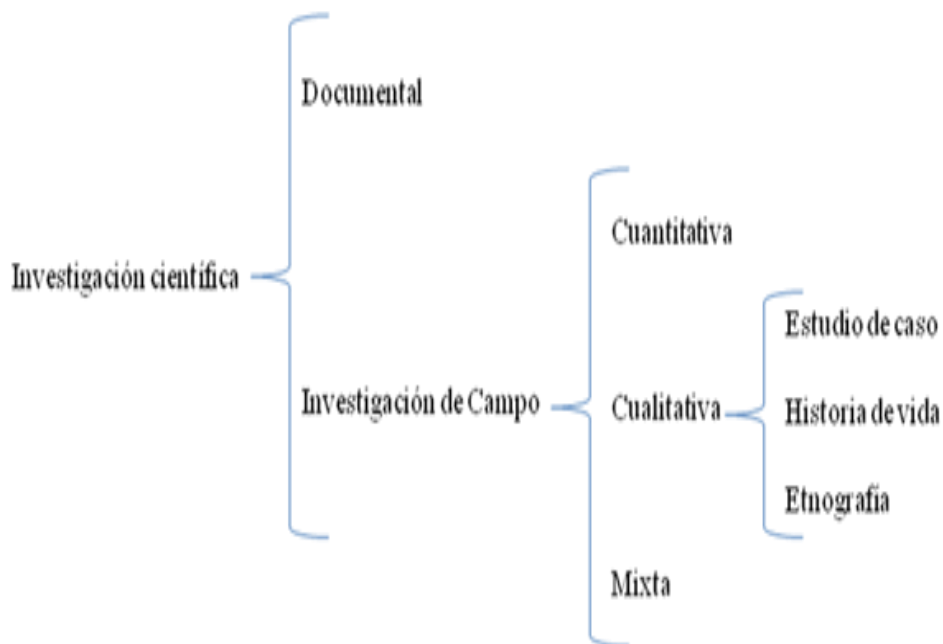 Investigación científica
Documental
Investigación de Campo
Cuantitativa
Cualitativa
Estudio de caso
Historia de vida
Etnografía
Mixta